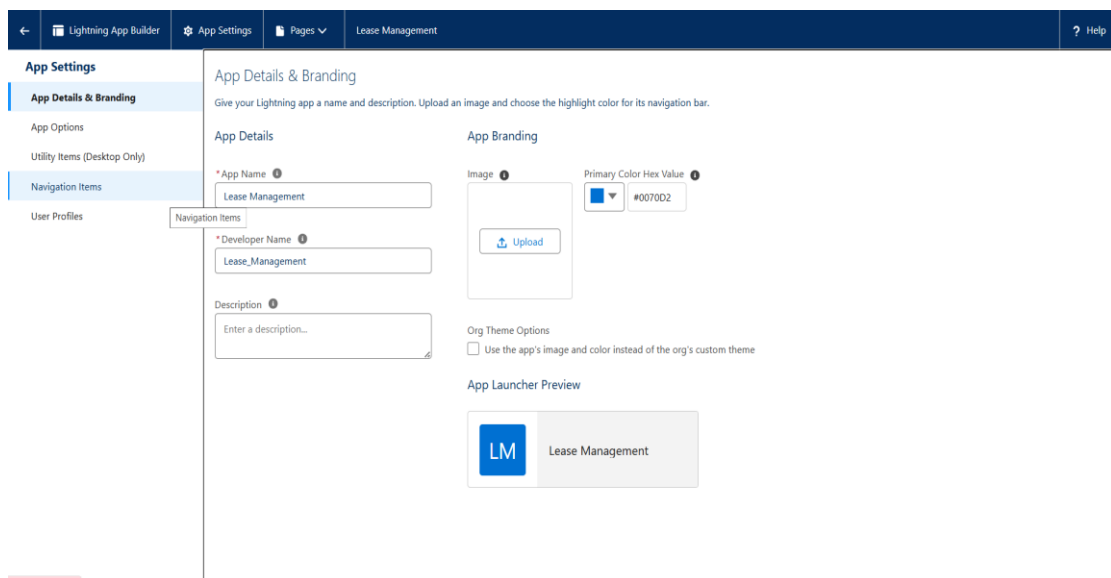 Lightning App Builder
App Settings
Pages
Lease Management
? Help
App Settings
App Details & Branding
App Options
Utility Items (Desktop Only)
Navigation Items
User Profiles
Navigation Items
App Details & Branding
Give your Lightning app a name and description. Upload an image and choose the highlight color for its navigation bar.
App Details
*App Name
Lease Management
*Developer Name
Lease_Management
Description
Enter a description...
App Branding
Image
Upload
Primary Color Hex Value
#0070D2
Org Theme Options
Use the app's image and color instead of the org's custom theme
App Launcher Preview
LM
Lease Management